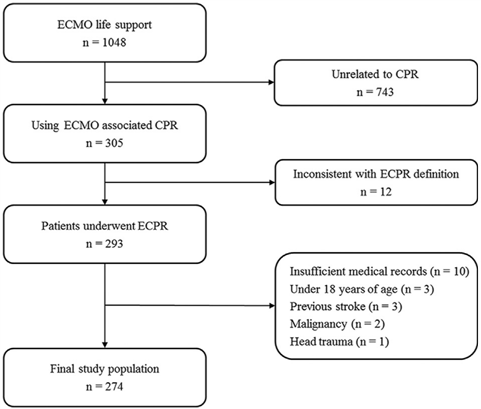 ECMO life support
n = 1048
Unrelated to CPR
n = 743
Using ECMO associated CPR
n = 305
Inconsistent with ECPR definition
n = 12
Patients underwent ECPR
n = 293
Insufficient medical records (n = 10)
Under 18 years of age (n = 3)
Previous stroke (n = 3)
Malignancy (n = 2)
Head trauma (n = 1)
Final study population
n = 274